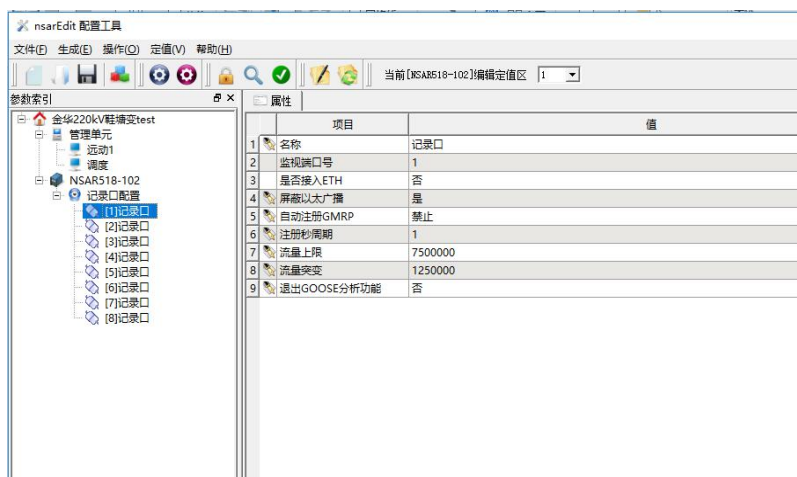 nsarEdit 配置工具
文件(F) 生成(E) 操作(O) 定值(V) 帮助(H)
当前[NSAR518-102]编辑定值区 1
参数索引
属性
金华220kV鞋塘变test
管理单元
远动1
调度
NSAR518-102
记录口配置
[1]记录口
[2]记录口
[3]记录口
[4]记录口
[5]记录口
[6]记录口
[7]记录口
[8]记录口
项目 值
1 名称 记录口
2 监视端口号 1
3 是否接入ETH 否
4 屏蔽以太广播 是
5 自动注册GMRP 禁止
6 注册秒周期 1
7 流量上限 7500000
8 流量突变 1250000
9 退出GOOSE分析功能 否